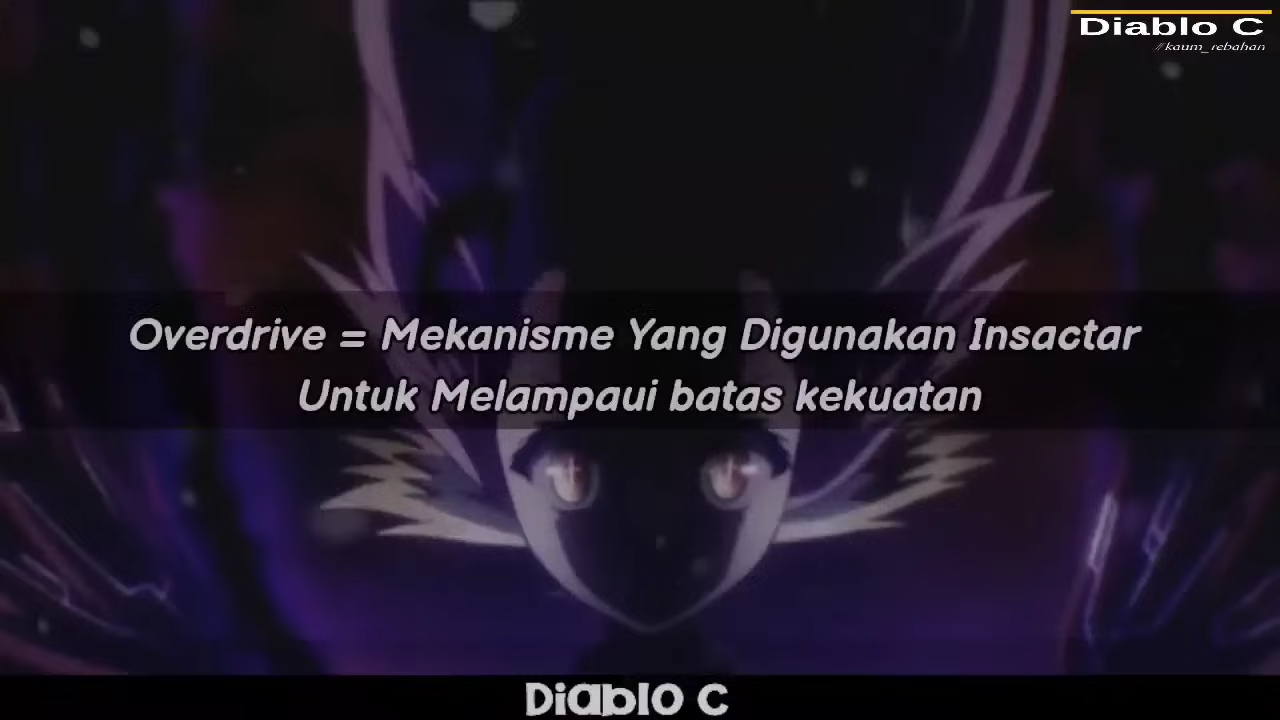 Diablo C
//kaum_rebahan
Overdrive = Mekanisme Yang Digunakan Insactar
Untuk Melampaui batas kekuatan
Diablo C